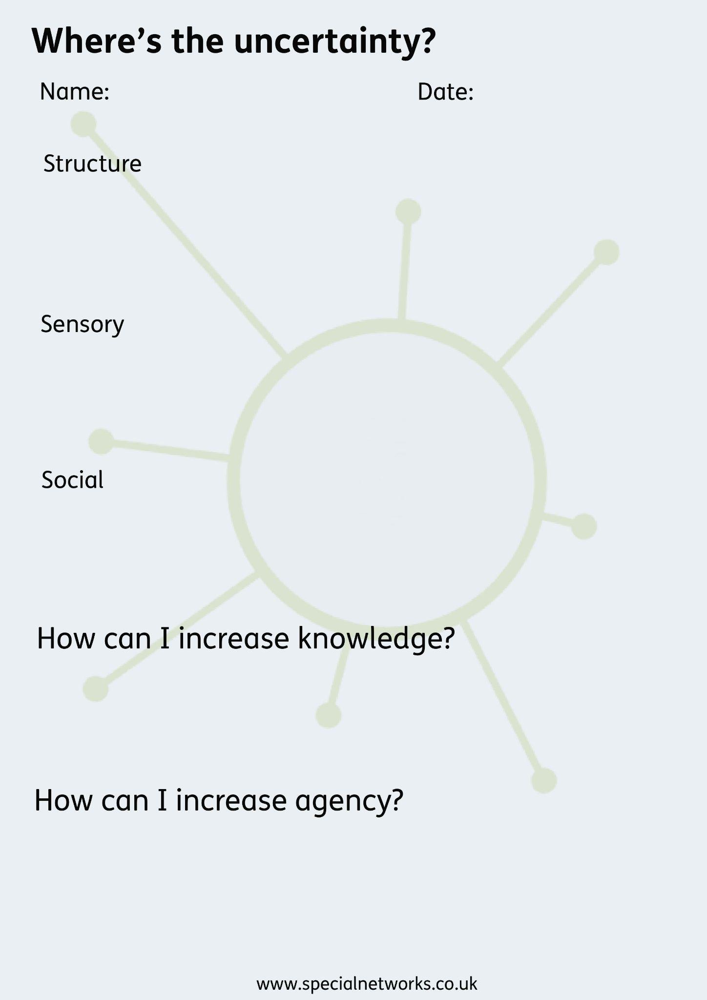 Where's the uncertainty?
Name: Date:
Structure
Sensory
Social
How can I increase knowledge?
How can I increase agency?
www.specialnetworks.co.uk